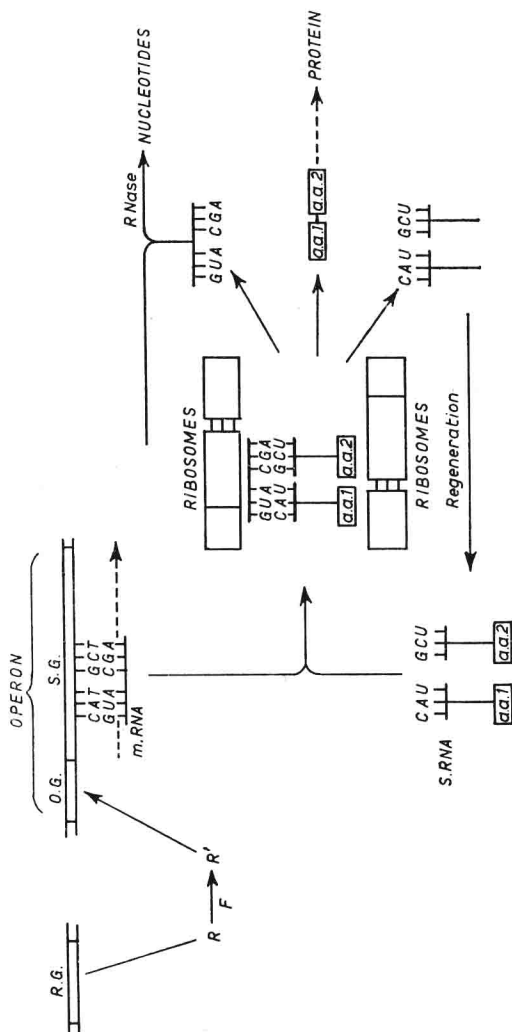 OPERON
R.G.
O.G.
S.G.
CAT GCT
GUA CGA
m.RNA
R
F
R'
RNase
NUCLEOTIDES
GUA CGA
RIBOSOMES
GUA CGA
CAU GCU
a.a.1 a.a.2
RIBOSOMES
a.a.1 a.a.2
PROTEIN
CAU GCU
Regeneration
CAU GCU
a.a.1 a.a.2
S.RNA